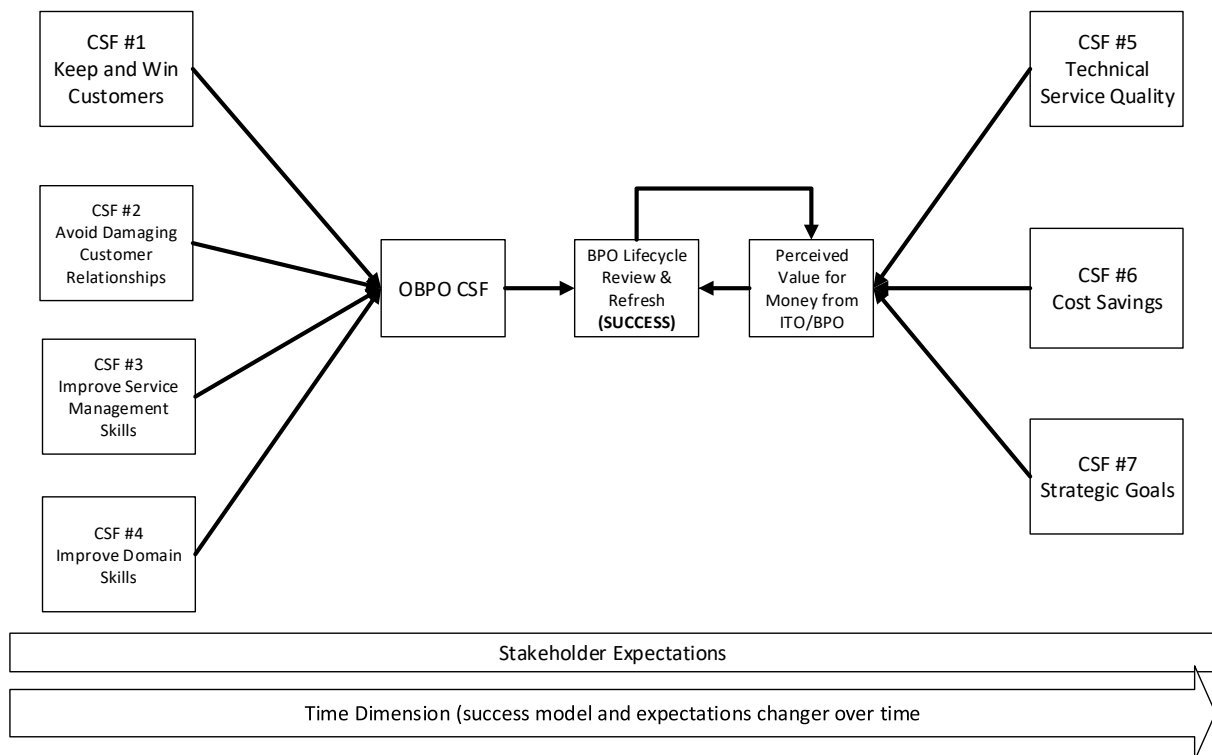 CSF #1
Keep and Win
Customers
CSF #2
Avoid Damaging
Customer
Relationships
CSF #3
Improve Service
Management
Skills
CSF #4
Improve Domain
Skills
OBPO CSF
BPO Lifecycle
Review &
Refresh
(SUCCESS)
Perceived
Value for
Money from
ITO/BPO
CSF #5
Technical
Service Quality
CSF #6
Cost Savings
CSF #7
Strategic Goals
Stakeholder Expectations
Time Dimension (success model and expectations changer over time